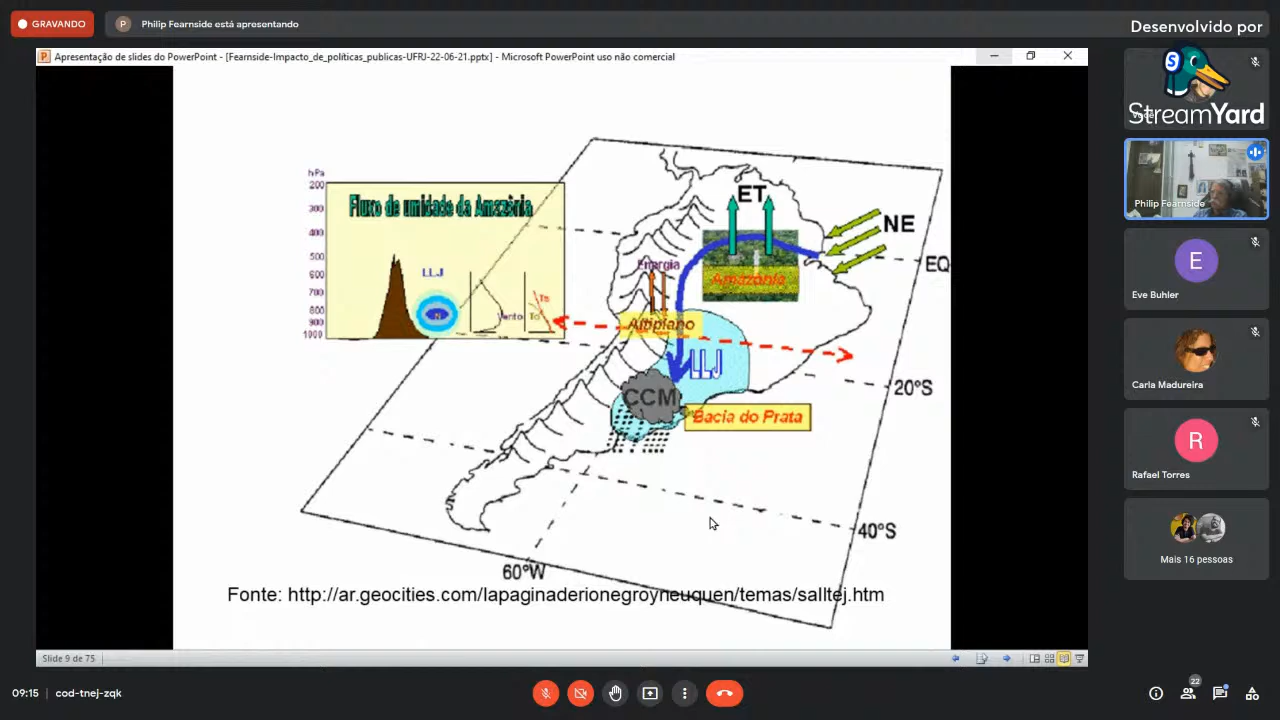 GRAVANDO
P
Philip Fearnside está apresentando
Desenvolvido por
StreamYard
Apresentação de slides do PowerPoint - [Fearnside-Impacto_de_políticas_publicas-UFRJ-22-06-21.pptx] - Microsoft PowerPoint uso não comercial
hPa
200
300
400
500
600
700
800
900
1000
Fluxo de umidade da Amazônia
LLJ
N
Vento
Td
Ts
ET
NE
EQ
Energia
Amazônia
Altiplano
LLJ
CCM
Bacia do Prata
20°S
40°S
60°W
Fonte: http://ar.geocities.com/lapaginaderionegroyneuquen/temas/salltej.htm
Slide 9 de 75
Philip Fearnside
E
Eve Buhler
Carla Madureira
R
Rafael Torres
Mais 16 pessoas
09:15
cod-tnej-zqk
22